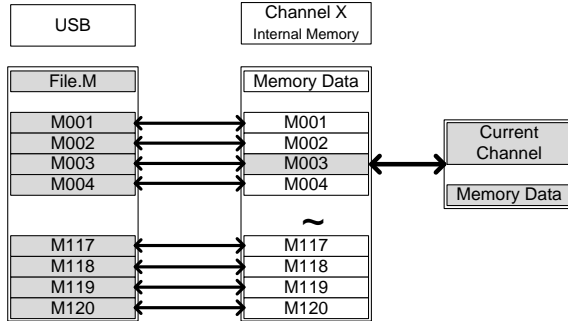 USB
Channel X
Internal Memory
File.M
Memory Data
M001
M001
M002
M002
M003
M003
M004
M004
Current
Channel
Memory Data
~
M117
M117
M118
M118
M119
M119
M120
M120